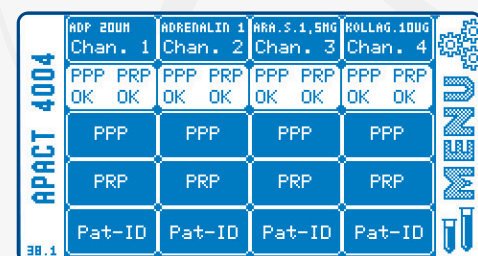 ADP 20UM ADRENALIN 1 ARA.S.1,5MG KOLLAG.10UG
Chan. 1 Chan. 2 Chan. 3 Chan. 4
PPP PRP PPP PRP PPP PRP PPP PRP
OK OK OK OK OK OK OK OK
PPP PPP PPP PPP
PRP PRP PRP PRP
Pat-ID Pat-ID Pat-ID Pat-ID
APACT 4004
38.1
MENU